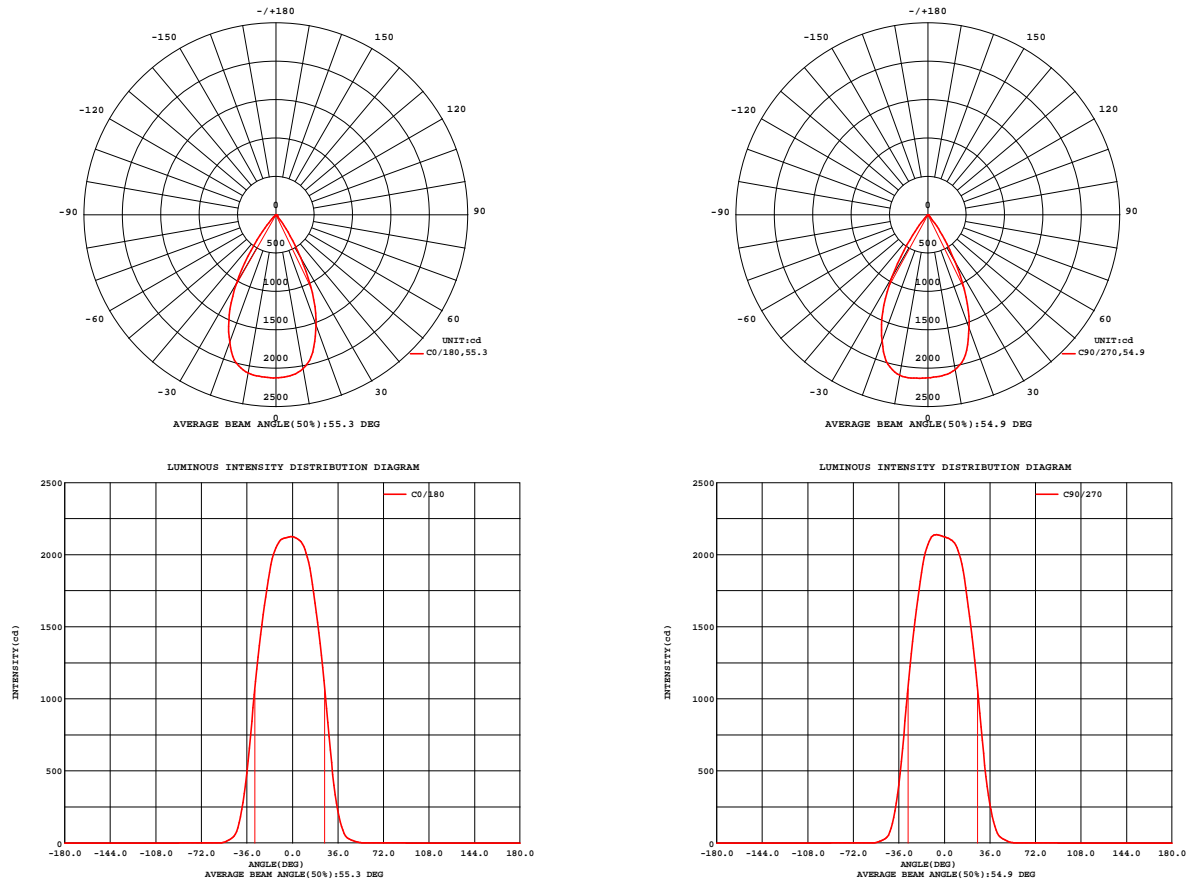 -/+180
-150 150
-120 120
-90 90
-60 60
-30 30
0
0
500
1000
1500
2000
2500
UNIT:cd
C0/180,55.3
AVERAGE BEAM ANGLE(50%):55.3 DEG
-/+180
-150 150
-120 120
-90 90
-60 60
-30 30
0
0
500
1000
1500
2000
2500
UNIT:cd
C90/270,54.9
AVERAGE BEAM ANGLE(50%):54.9 DEG
LUMINOUS INTENSITY DISTRIBUTION DIAGRAM
C0/180
INTENSITY(cd)
2500
2000
1500
1000
500
0
-180.0 -144.0 -108.0 -72.0 -36.0 0.0 36.0 72.0 108.0 144.0 180.0
ANGLE(DEG)
AVERAGE BEAM ANGLE(50%):55.3 DEG
LUMINOUS INTENSITY DISTRIBUTION DIAGRAM
C90/270
INTENSITY(cd)
2500
2000
1500
1000
500
0
-180.0 -144.0 -108.0 -72.0 -36.0 0.0 36.0 72.0 108.0 144.0 180.0
ANGLE(DEG)
AVERAGE BEAM ANGLE(50%):54.9 DEG